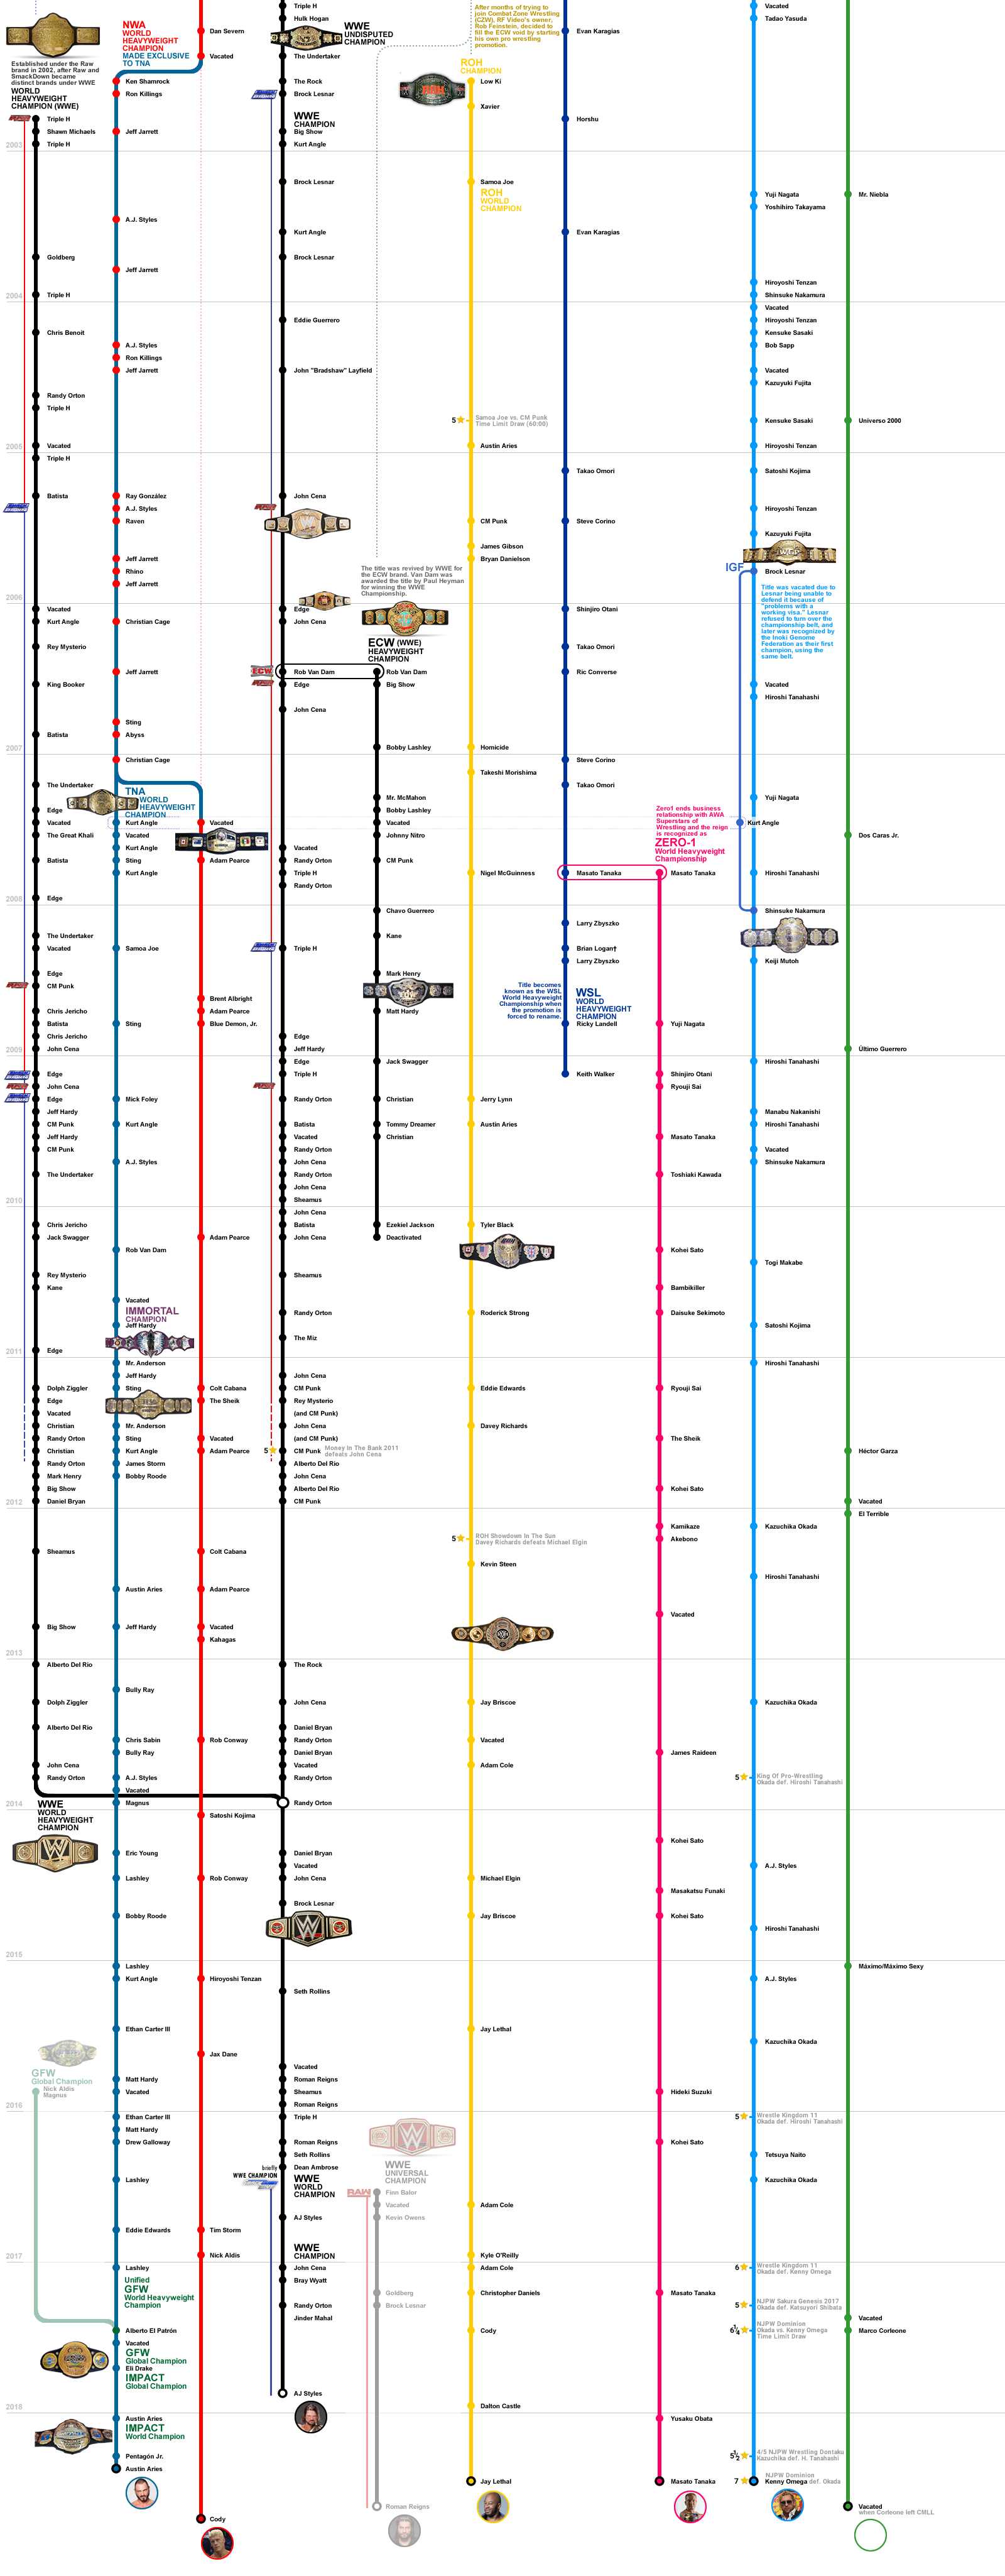 Triple H
Vacated
Hulk Hogan
Tadao Yasuda
After months of trying to
join Combat Zone Wrestling
(CZW), RF Video's owner,
Rob Feinstein, decided to
fill the ECW void by starting
his own pro wrestling
promotion.
NWA
WORLD
HEAVYWEIGHT
CHAMPION
MADE EXCLUSIVE
TO TNA
Dan Severn
WWE
UNDISPUTED
CHAMPION
Evan Karagias
Vacated
The Undertaker
Established under the Raw
brand in 2002, after Raw and
SmackDown became
distinct brands under WWE
WORLD
HEAVYWEIGHT
CHAMPION (WWE)
ROH
CHAMPION
Ken Shamrock
The Rock
Low Ki
Ron Killings
Brock Lesnar
Xavier
Triple H
WWE
CHAMPION
Horshu
Shawn Michaels
Jeff Jarrett
Big Show
Triple H
Kurt Angle
2003
Brock Lesnar
Samoa Joe
ROH
WORLD
CHAMPION
Yuji Nagata
Mr. Niebla
Yoshihiro Takayama
A.J. Styles
Kurt Angle
Evan Karagias
Goldberg
Brock Lesnar
Jeff Jarrett
Hiroyoshi Tenzan
2004
Triple H
Shinsuke Nakamura
Vacated
Eddie Guerrero
Hiroyoshi Tenzan
Chris Benoit
Kensuke Sasaki
A.J. Styles
Bob Sapp
Ron Killings
Jeff Jarrett
John "Bradshaw" Layfield
Vacated
Kazuyuki Fujita
Randy Orton
Triple H
5
Samoa Joe vs. CM Punk
Time Limit Draw (60:00)
Kensuke Sasaki
Universo 2000
2005
Vacated
Austin Aries
Hiroyoshi Tenzan
Triple H
Takao Omori
Satoshi Kojima
Batista
Ray González
John Cena
A.J. Styles
Hiroyoshi Tenzan
Raven
CM Punk
Steve Corino
Kazuyuki Fujita
James Gibson
Jeff Jarrett
Bryan Danielson
The title was revived by WWE for
the ECW brand. Van Dam was
awarded the title by Paul Heyman
for winning the WWE
Championship.
IGF
Rhino
Brock Lesnar
Jeff Jarrett
Title was vacated due to
Lesnar being unable to
defend it because of
"problems with a
working visa." Lesnar
refused to turn over the
championship belt, and
later was recognized by
the Inoki Genome
Federation as their first
champion, using the
same belt.
2006
Vacated
Edge
Shinjiro Otani
Kurt Angle
Christian Cage
John Cena
ECW (WWE)
HEAVYWEIGHT
CHAMPION
Rey Mysterio
Takao Omori
Jeff Jarrett
ECW
Rob Van Dam
Rob Van Dam
Ric Converse
King Booker
Edge
Big Show
Vacated
Hiroshi Tanahashi
John Cena
Sting
Batista
Abyss
2007
Bobby Lashley
Homicide
Christian Cage
Steve Corino
Takeshi Morishima
The Undertaker
Takao Omori
TNA
WORLD
HEAVYWEIGHT
CHAMPION
Mr. McMahon
Yuji Nagata
Edge
Bobby Lashley
Zero1 ends business
relationship with AWA
Superstars of
Wrestling and the reign
is recognized as
ZERO-1
World Heavyweight
Championship
Vacated
Kurt Angle
Vacated
Vacated
Kurt Angle
The Great Khali
Vacated
Johnny Nitro
Dos Caras Jr.
Kurt Angle
Vacated
Batista
Sting
Adam Pearce
Randy Orton
CM Punk
Kurt Angle
Triple H
Nigel McGuinness
Masato Tanaka
Masato Tanaka
Hiroshi Tanahashi
Randy Orton
Edge
2008
Chavo Guerrero
Shinsuke Nakamura
Larry Zbyszko
The Undertaker
Kane
Vacated
Samoa Joe
Triple H
Brian Logan†
Larry Zbyszko
Keiji Mutoh
Edge
Mark Henry
CM Punk
Title becomes
known as the WSL
World Heavyweight
Championship when
the promotion is
forced to rename.
WSL
WORLD
HEAVYWEIGHT
CHAMPION
Brent Albright
Chris Jericho
Adam Pearce
Matt Hardy
Batista
Sting
Blue Demon, Jr.
Ricky Landell
Yuji Nagata
Chris Jericho
Edge
John Cena
Jeff Hardy
Último Guerrero
2009
Edge
Jack Swagger
Hiroshi Tanahashi
Edge
Triple H
Keith Walker
Shinjiro Otani
John Cena
Ryouji Sai
Edge
Mick Foley
Randy Orton
Christian
Jerry Lynn
Jeff Hardy
Manabu Nakanishi
CM Punk
Kurt Angle
Batista
Tommy Dreamer
Austin Aries
Hiroshi Tanahashi
Jeff Hardy
Vacated
Christian
Masato Tanaka
CM Punk
Randy Orton
Vacated
A.J. Styles
John Cena
Shinsuke Nakamura
The Undertaker
Randy Orton
Toshiaki Kawada
John Cena
2010
Sheamus
John Cena
Chris Jericho
Batista
Ezekiel Jackson
Tyler Black
Jack Swagger
Adam Pearce
John Cena
Deactivated
Rob Van Dam
Kohei Sato
Togi Makabe
Rey Mysterio
Sheamus
Kane
Bambikiller
Vacated
IMMORTAL
CHAMPION
Randy Orton
Roderick Strong
Daisuke Sekimoto
Jeff Hardy
Satoshi Kojima
The Miz
2011
Edge
Mr. Anderson
Hiroshi Tanahashi
Jeff Hardy
John Cena
Dolph Ziggler
Sting
Colt Cabana
CM Punk
Eddie Edwards
Ryouji Sai
Edge
The Sheik
Rey Mysterio
Vacated
(and CM Punk)
Christian
Mr. Anderson
John Cena
Davey Richards
Randy Orton
Sting
Vacated
(and CM Punk)
The Sheik
Christian
Kurt Angle
Adam Pearce
5
CM Punk
Money In The Bank 2011
defeats John Cena
Héctor Garza
Randy Orton
James Storm
Alberto Del Rio
Mark Henry
Bobby Roode
John Cena
Big Show
Alberto Del Rio
Kohei Sato
2012
Daniel Bryan
CM Punk
Vacated
El Terrible
Kamikaze
Kazuchika Okada
5
ROH Showdown In The Sun
Davey Richards defeats Michael Elgin
Akebono
Sheamus
Colt Cabana
Kevin Steen
Hiroshi Tanahashi
Austin Aries
Adam Pearce
Vacated
Big Show
Jeff Hardy
Vacated
Kahagas
2013
Alberto Del Rio
The Rock
Bully Ray
Dolph Ziggler
John Cena
Jay Briscoe
Kazuchika Okada
Alberto Del Rio
Daniel Bryan
Chris Sabin
Rob Conway
Randy Orton
Vacated
Bully Ray
Daniel Bryan
James Raideen
John Cena
Vacated
Adam Cole
Randy Orton
A.J. Styles
Randy Orton
5
King Of Pro-Wrestling
Okada def. Hiroshi Tanahashi
Vacated
2014
WWE
WORLD
HEAVYWEIGHT
CHAMPION
Magnus
Randy Orton
Satoshi Kojima
Kohei Sato
Eric Young
Daniel Bryan
Vacated
A.J. Styles
Lashley
Rob Conway
John Cena
Michael Elgin
Masakatsu Funaki
Brock Lesnar
Bobby Roode
Jay Briscoe
Kohei Sato
Hiroshi Tanahashi
2015
Lashley
Máximo/Máximo Sexy
Kurt Angle
Hiroyoshi Tenzan
A.J. Styles
Seth Rollins
Ethan Carter III
Jay Lethal
Kazuchika Okada
Jax Dane
Vacated
GFW
Global Champion
Nick Aldis
Magnus
Matt Hardy
Roman Reigns
Vacated
Sheamus
Hideki Suzuki
2016
Roman Reigns
Ethan Carter III
Triple H
5
Wrestle Kingdom 11
Okada def. Hiroshi Tanahashi
Matt Hardy
Drew Galloway
Roman Reigns
Kohei Sato
Seth Rollins
Tetsuya Naito
Dean Ambrose
briefly
WWE CHAMPION
WWE
WORLD
CHAMPION
WWE
UNIVERSAL
CHAMPION
Lashley
Kazuchika Okada
RAW
Finn Balor
Vacated
Adam Cole
AJ Styles
Kevin Owens
Eddie Edwards
Tim Storm
WWE
CHAMPION
Nick Aldis
Kyle O'Reilly
2017
Lashley
John Cena
Adam Cole
6
Wrestle Kingdom 11
Okada def. Kenny Omega
Unified
GFW
World Heavyweight
Champion
Bray Wyatt
Goldberg
Christopher Daniels
Masato Tanaka
Randy Orton
Brock Lesnar
5
NJPW Sakura Genesis 2017
Okada def. Katsuyori Shibata
Jinder Mahal
Vacated
Alberto El Patrón
Cody
6¼
NJPW Dominion
Okada vs. Kenny Omega
Time Limit Draw
Marco Corleone
Vacated
GFW
Global Champion
Eli Drake
IMPACT
Global Champion
AJ Styles
2018
Dalton Castle
Austin Aries
IMPACT
World Champion
Yusaku Obata
Pentagón Jr.
5½
4/5 NJPW Wrestling Dontaku
Kazuchika def. H. Tanahashi
Austin Aries
Jay Lethal
Masato Tanaka
7
NJPW Dominion
Kenny Omega def. Okada
Roman Reigns
Vacated
when Corleone left CMLL
Cody